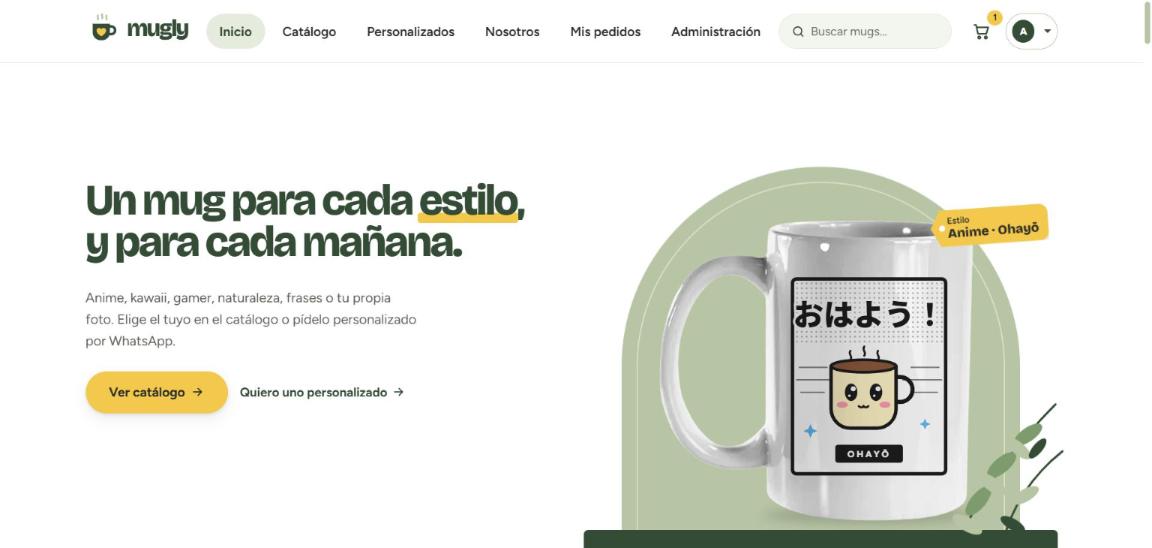 mugly
Inicio
Catálogo
Personalizados
Nosotros
Mis pedidos
Administración
Buscar mugs...
1
A
Un mug para cada estilo,
y para cada mañana.
Anime, kawaii, gamer, naturaleza, frases o tu propia
foto. Elige el tuyo en el catálogo o pídelo personalizado
por WhatsApp.
Ver catálogo →
Quiero uno personalizado →
Estilo
Anime · Ohayō
おはよう！
OHAYŌ